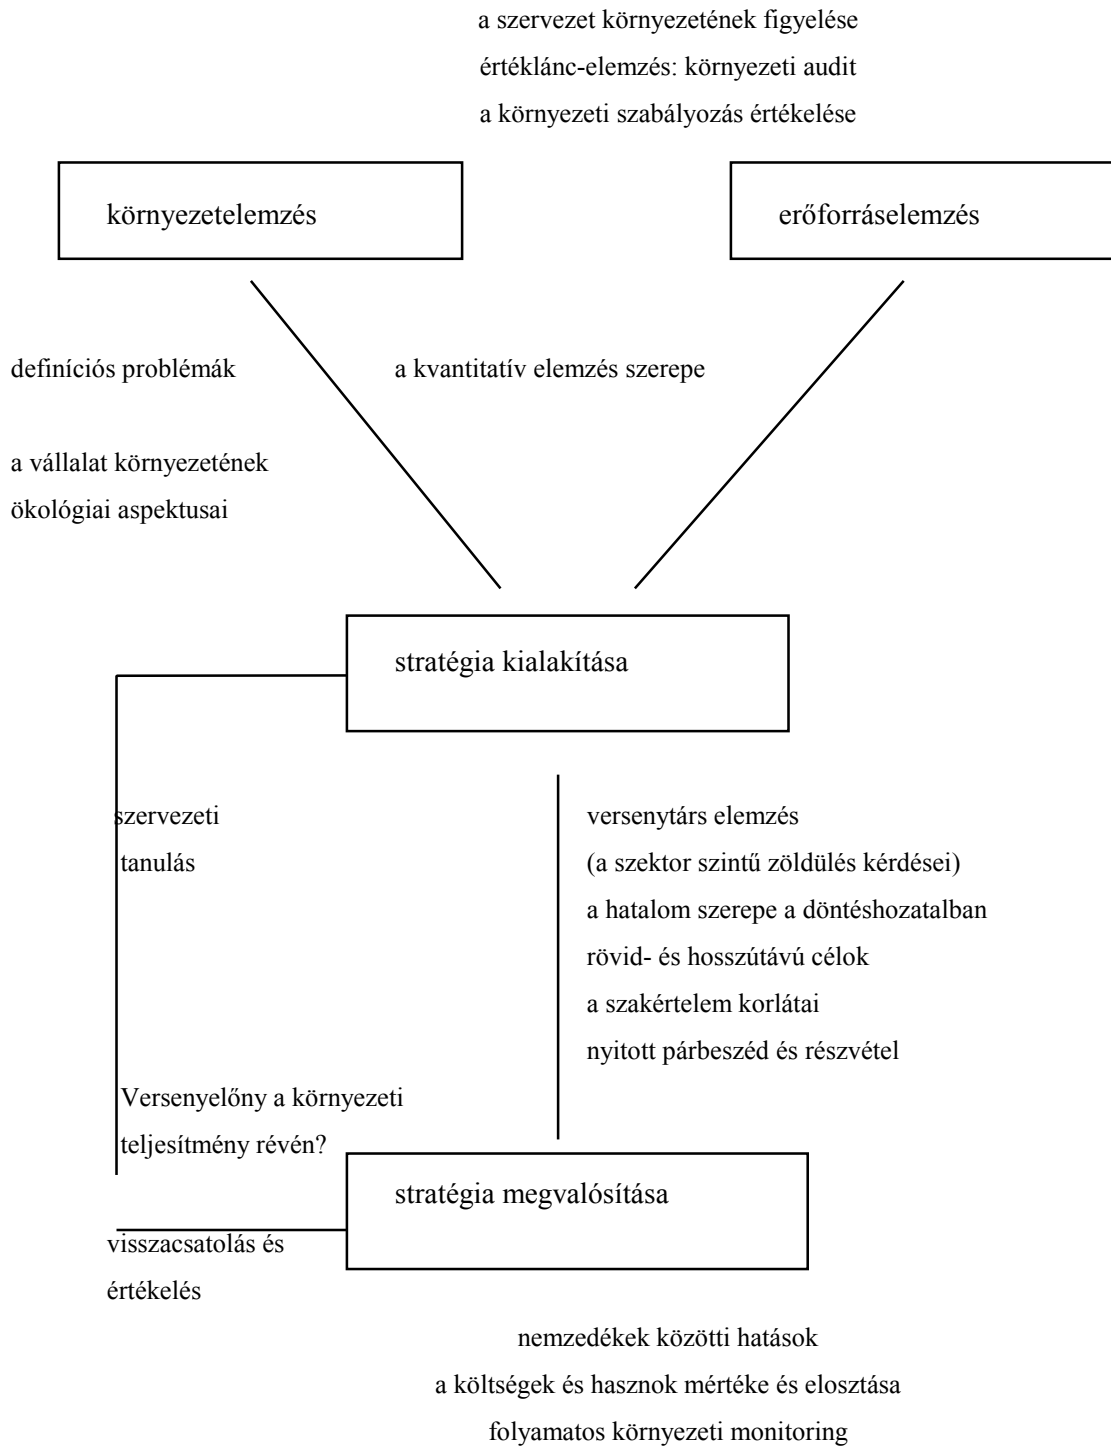 a szervezet környezetének figyelése
értéklánc-elemzés: környezeti audit
a környezeti szabályozás értékelése
környezetelemzés
erőforráselemzés
definíciós problémák
a kvantitatív elemzés szerepe
a vállalat környezetének
ökológiai aspektusai
stratégia kialakítása
szervezeti
tanulás
versenytárs elemzés
(a szektor szintű zöldülés kérdései)
a hatalom szerepe a döntéshozatalban
rövid- és hosszútávú célok
a szakértelem korlátai
nyitott párbeszéd és részvétel
Versenyelőny a környezeti
teljesítmény révén?
stratégia megvalósítása
visszacsatolás és
értékelés
nemzedékek közötti hatások
a költségek és hasznok mértéke és elosztása
folyamatos környezeti monitoring